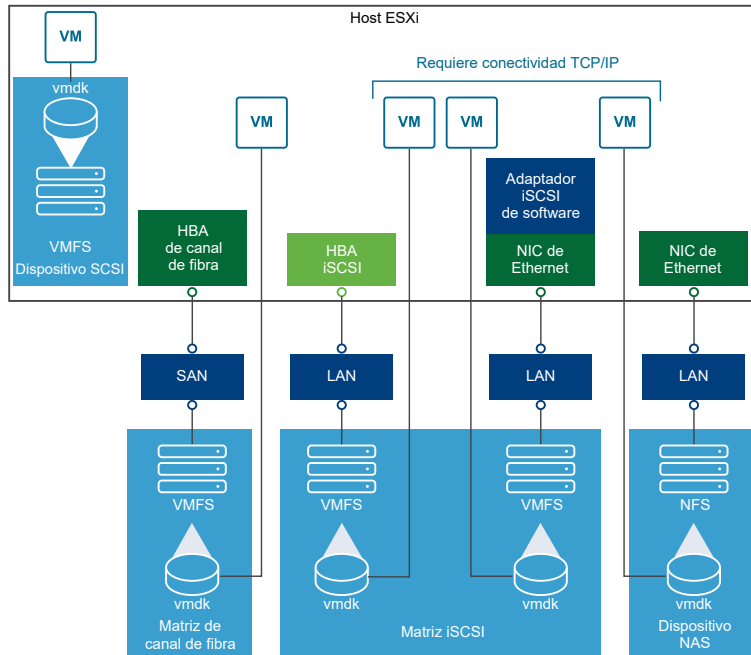 Host ESXi
VM
vmdk
VMFS
Dispositivo SCSI
Requiere conectividad TCP/IP
VM
VM
VM
VM
HBA
de canal
de fibra
HBA
iSCSI
Adaptador
iSCSI
de software
NIC de
Ethernet
NIC de
Ethernet
SAN
LAN
LAN
LAN
VMFS
VMFS
VMFS
NFS
vmdk
vmdk
vmdk
vmdk
Matriz de
canal de fibra
Matriz iSCSI
Dispositivo
NAS